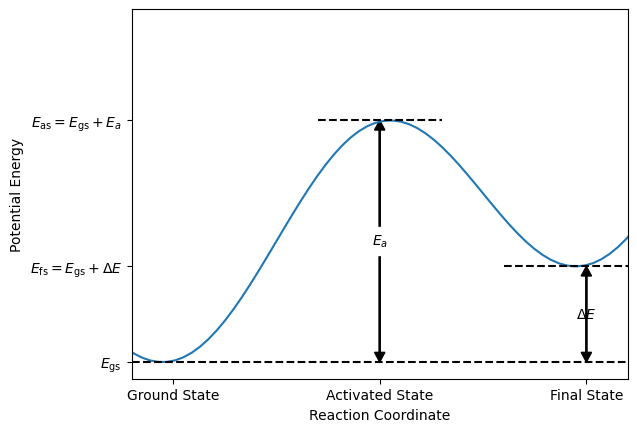 E_as = E_gs + E_a
E_fs = E_gs + ΔE
E_gs
Potential Energy
E_a
ΔE
Ground State
Activated State
Final State
Reaction Coordinate